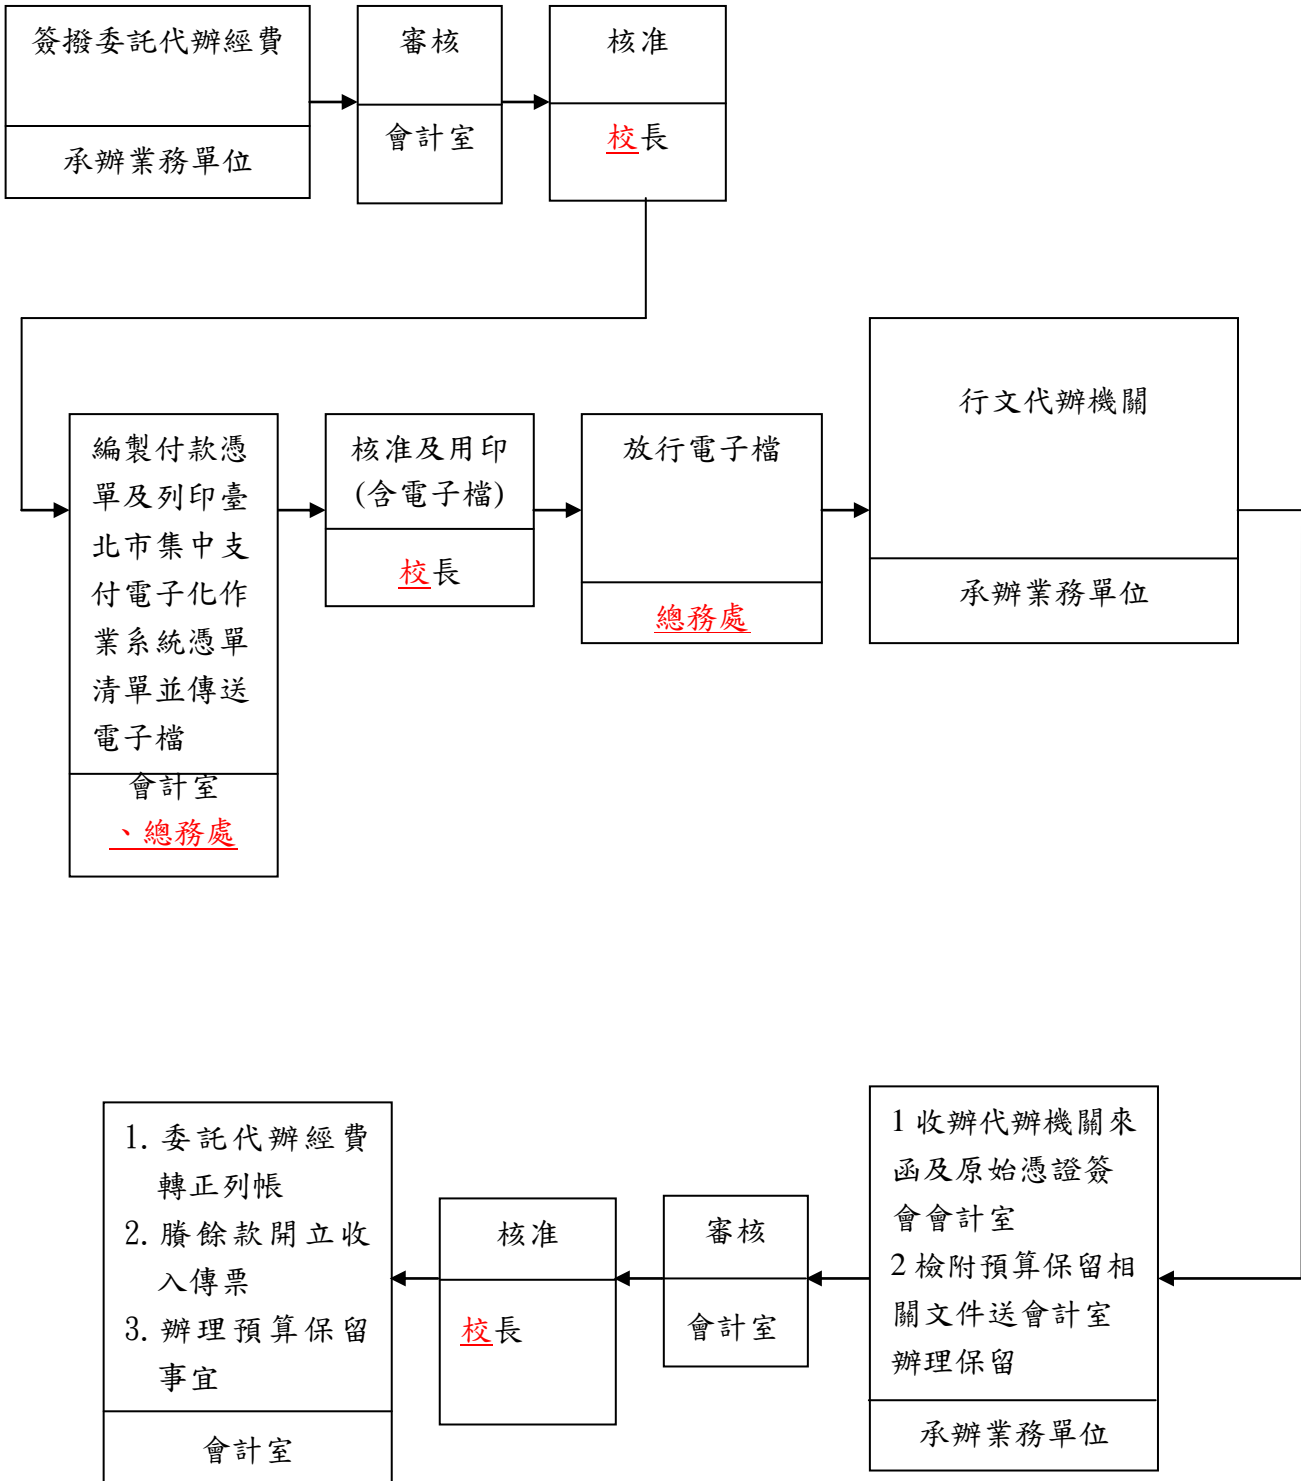 簽撥委託代辦經費
承辦業務單位
審核
會計室
核准
校長
編製付款憑
單及列印臺
北市集中支
付電子化作
業系統憑單
清單並傳送
電子檔
會計室
、總務處
核准及用印
(含電子檔)
校長
放行電子檔
總務處
行文代辦機關
承辦業務單位
1 收辦代辦機關來
函及原始憑證簽
會會計室
2 檢附預算保留相
關文件送會計室
辦理保留
承辦業務單位
審核
會計室
核准
校長
1. 委託代辦經費
轉正列帳
2. 賸餘款開立收
入傳票
3. 辦理預算保留
事宜
會計室